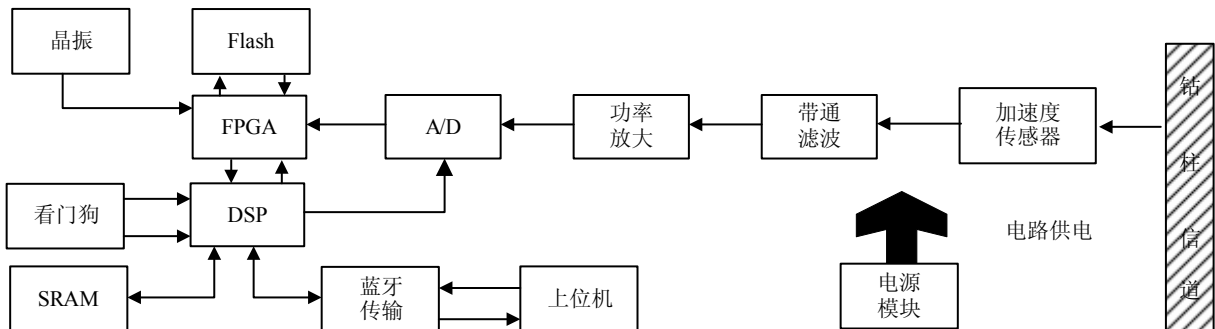 晶振
Flash
FPGA
A/D
功率
放大
带通
滤波
加速度
传感器
钻
柱
信
道
看门狗
DSP
电路供电
SRAM
蓝牙
传输
上位机
电源
模块